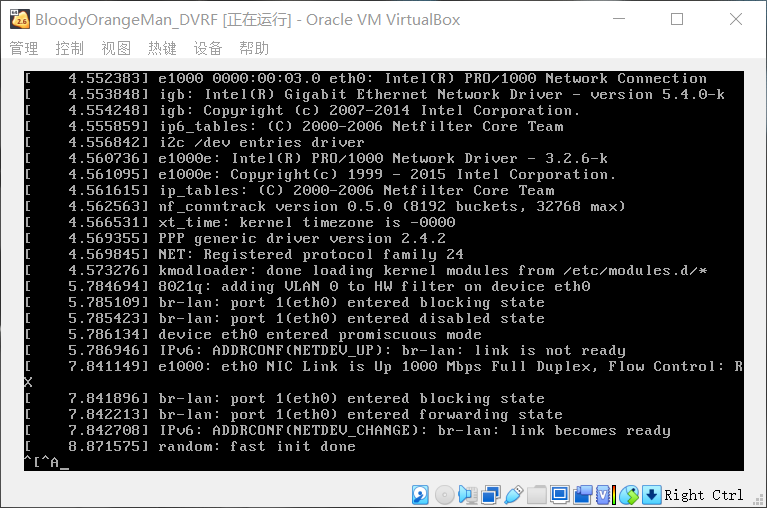 BloodyOrangeMan_DVRF [正在运行] - Oracle VM VirtualBox
管理 控制 视图 热键 设备 帮助
[    4.552383] e1000 0000:00:03.0 eth0: Intel(R) PRO/1000 Network Connection
[    4.553848] igb: Intel(R) Gigabit Ethernet Network Driver - version 5.4.0-k
[    4.554248] igb: Copyright (c) 2007-2014 Intel Corporation.
[    4.555859] ip6_tables: (C) 2000-2006 Netfilter Core Team
[    4.556842] i2c /dev entries driver
[    4.560736] e1000e: Intel(R) PRO/1000 Network Driver - 3.2.6-k
[    4.561095] e1000e: Copyright(c) 1999 - 2015 Intel Corporation.
[    4.561615] ip_tables: (C) 2000-2006 Netfilter Core Team
[    4.562563] nf_conntrack version 0.5.0 (8192 buckets, 32768 max)
[    4.566531] xt_time: kernel timezone is -0000
[    4.569355] PPP generic driver version 2.4.2
[    4.569845] NET: Registered protocol family 24
[    4.573276] kmodloader: done loading kernel modules from /etc/modules.d/*
[    5.784694] 8021q: adding VLAN 0 to HW filter on device eth0
[    5.785109] br-lan: port 1(eth0) entered blocking state
[    5.785423] br-lan: port 1(eth0) entered disabled state
[    5.786134] device eth0 entered promiscuous mode
[    5.786946] IPv6: ADDRCONF(NETDEV_UP): br-lan: link is not ready
[    7.841149] e1000: eth0 NIC Link is Up 1000 Mbps Full Duplex, Flow Control: R
X
[    7.841896] br-lan: port 1(eth0) entered blocking state
[    7.842213] br-lan: port 1(eth0) entered forwarding state
[    7.842708] IPv6: ADDRCONF(NETDEV_CHANGE): br-lan: link becomes ready
[    8.871575] random: fast init done
^[^A_
Right Ctrl